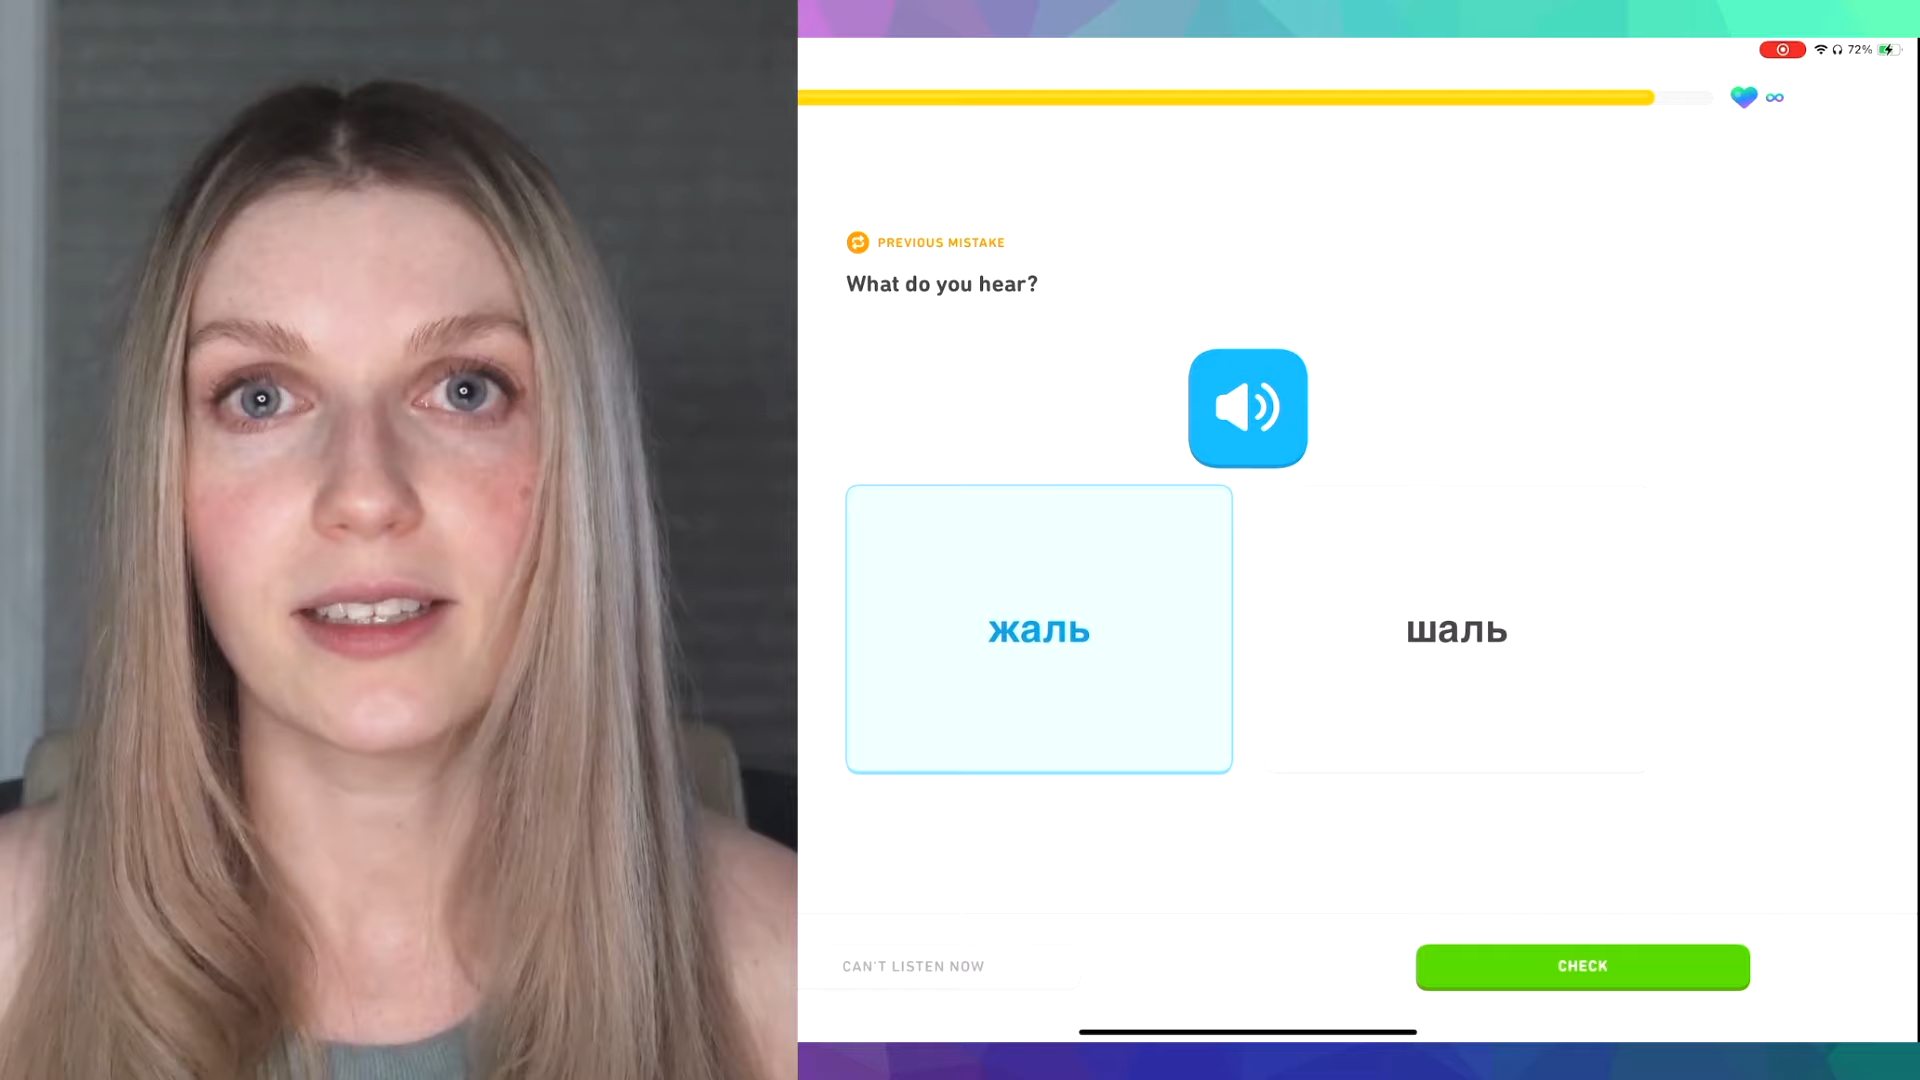 72%
PREVIOUS MISTAKE
What do you hear?
жаль
шаль
CAN'T LISTEN NOW
CHECK